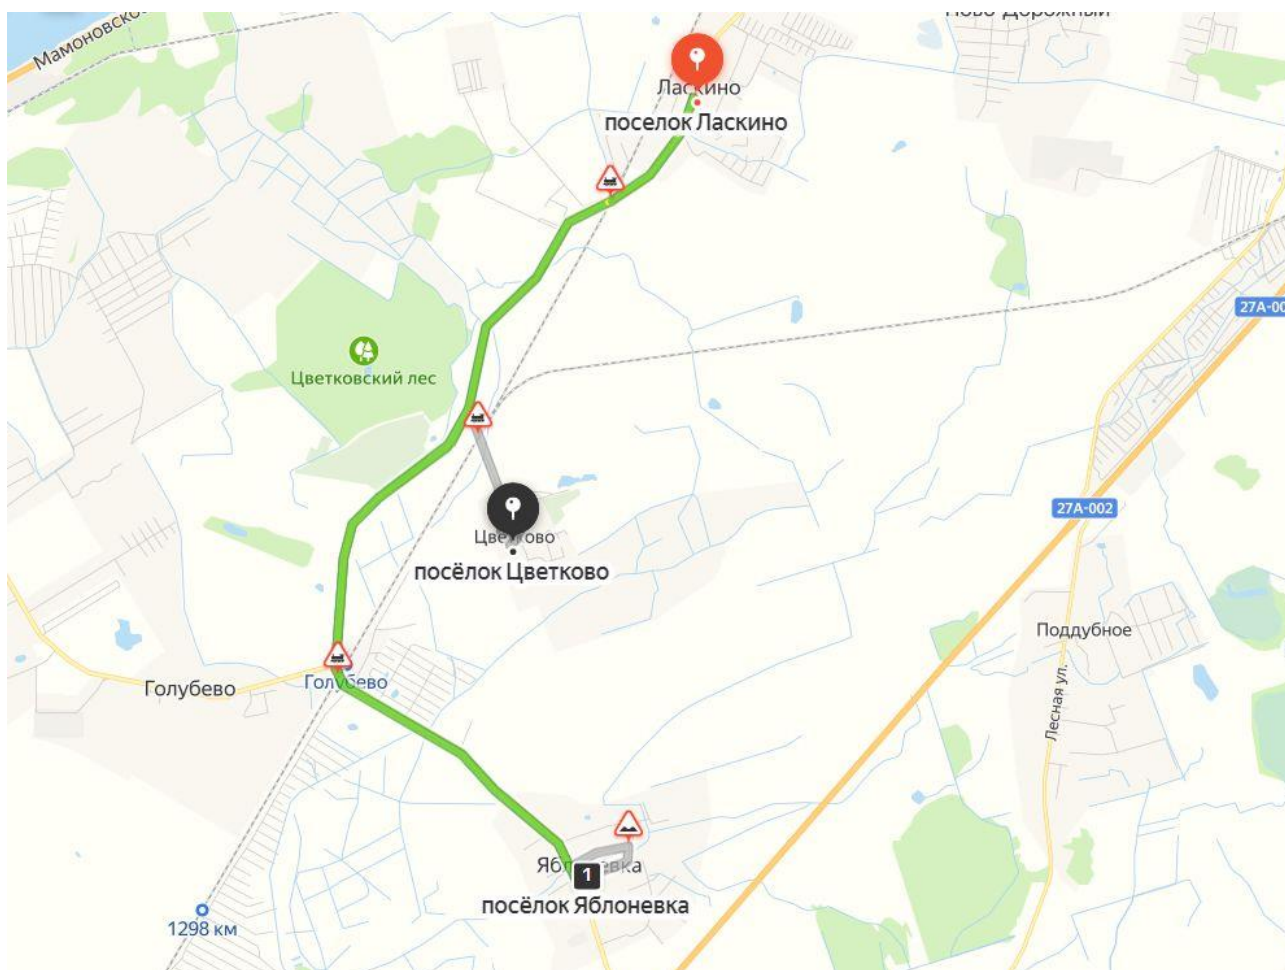 Мамоновско
Ново-Дорожный
Ласкино
поселок Ласкино
27А-00
Цветковский лес
27А-002
Цветково
посёлок Цветково
Поддубное
Голубево
Голубево
Лесная ул.
Яблоневка
1
посёлок Яблоневка
1298 км